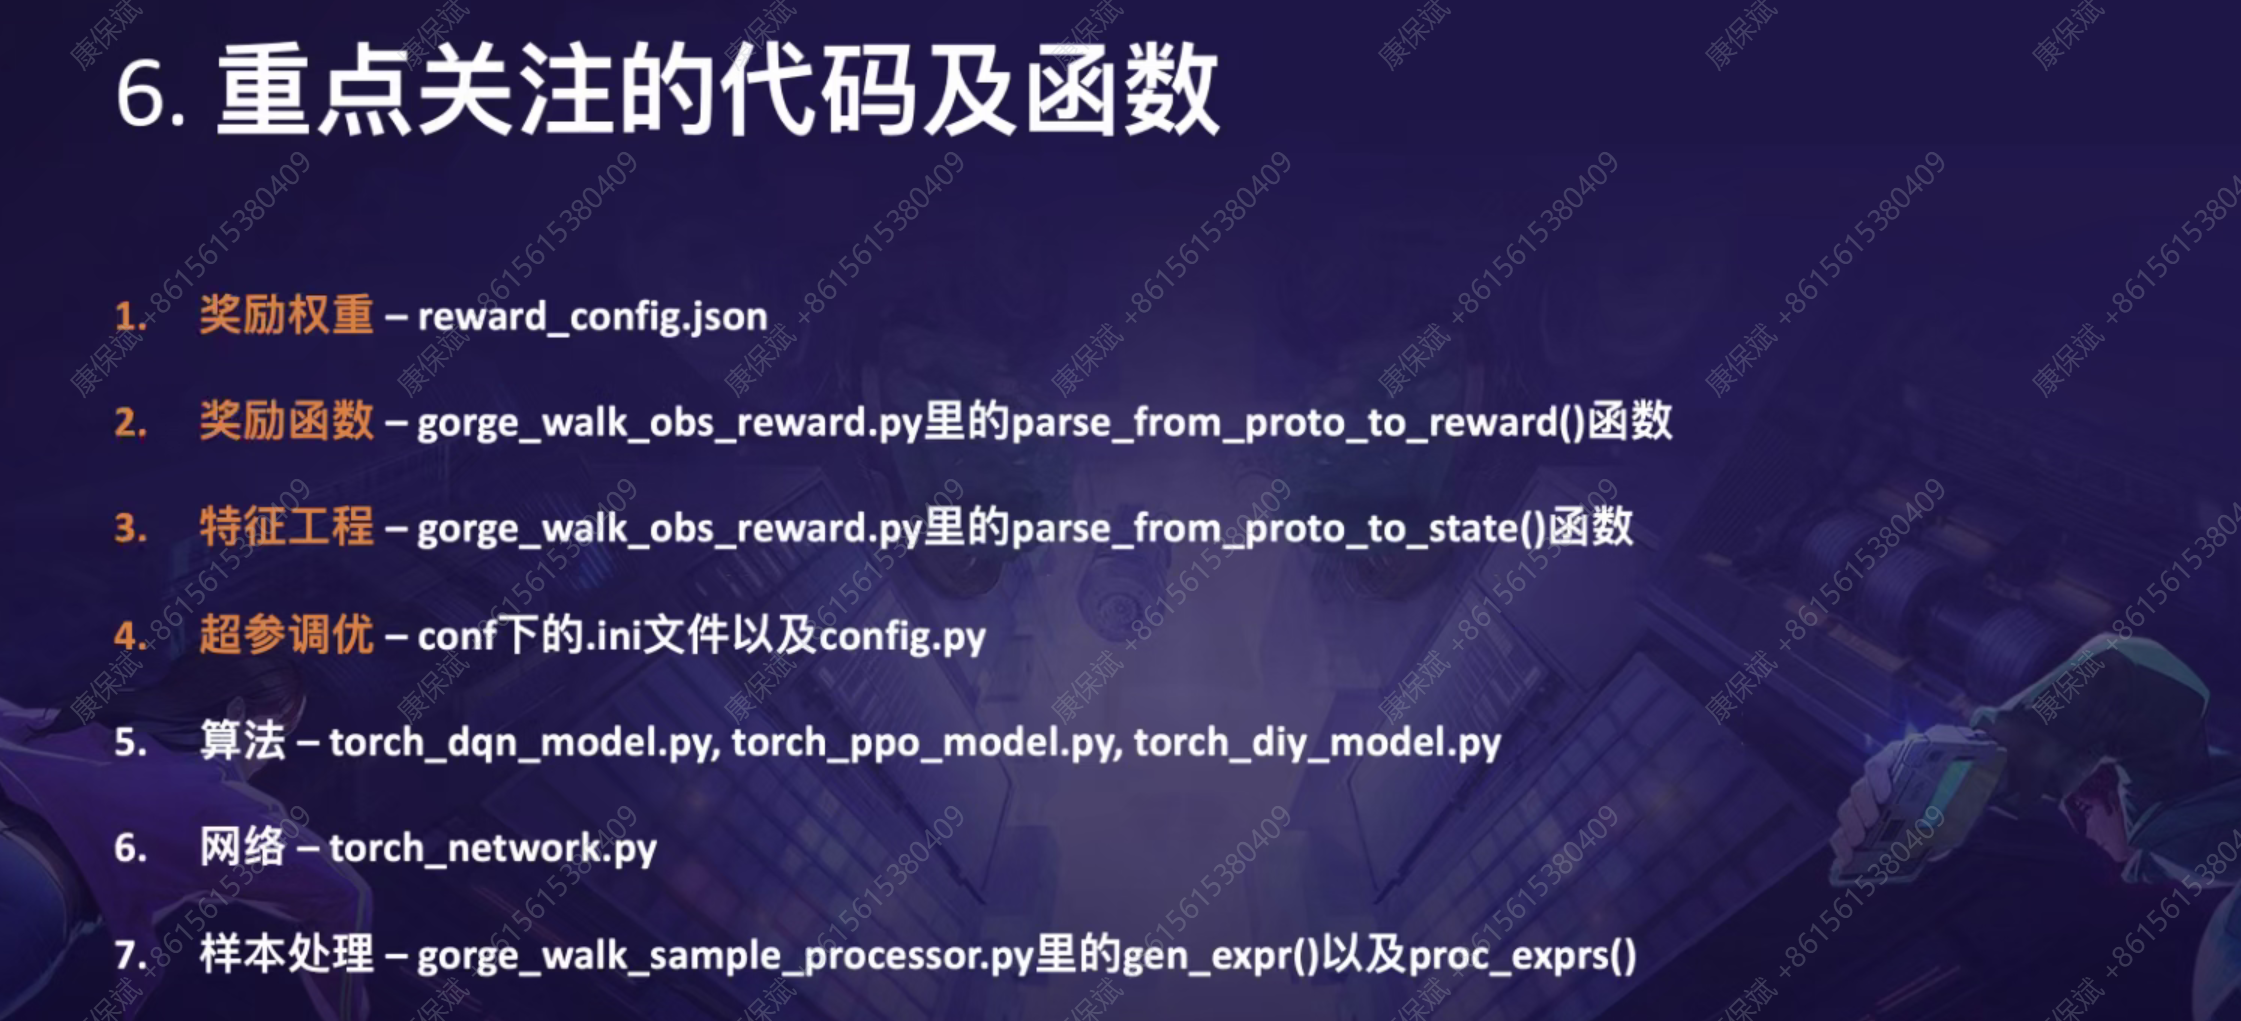 6. 重点关注的代码及函数
1. 奖励权重 – reward_config.json
2. 奖励函数 – gorge_walk_obs_reward.py里的parse_from_proto_to_reward()函数
3. 特征工程 – gorge_walk_obs_reward.py里的parse_from_proto_to_state()函数
4. 超参调优 – conf下的.ini文件以及config.py
5. 算法 – torch_dqn_model.py, torch_ppo_model.py, torch_diy_model.py
6. 网络 – torch_network.py
7. 样本处理 – gorge_walk_sample_processor.py里的gen_expr()以及proc_exprs()
康保斌 +8615615380409